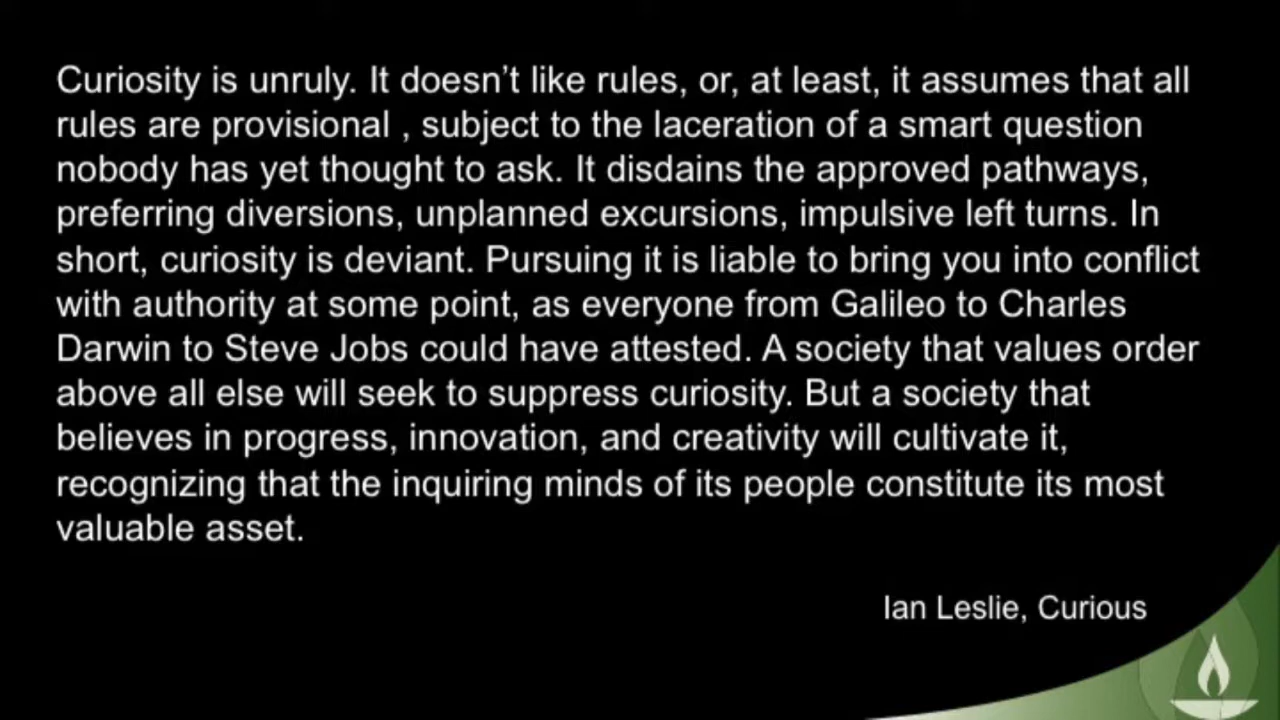 Curiosity is unruly. It doesn’t like rules, or, at least, it assumes that all
rules are provisional , subject to the laceration of a smart question
nobody has yet thought to ask. It disdains the approved pathways,
preferring diversions, unplanned excursions, impulsive left turns. In
short, curiosity is deviant. Pursuing it is liable to bring you into conflict
with authority at some point, as everyone from Galileo to Charles
Darwin to Steve Jobs could have attested. A society that values order
above all else will seek to suppress curiosity. But a society that
believes in progress, innovation, and creativity will cultivate it,
recognizing that the inquiring minds of its people constitute its most
valuable asset.
Ian Leslie, Curious